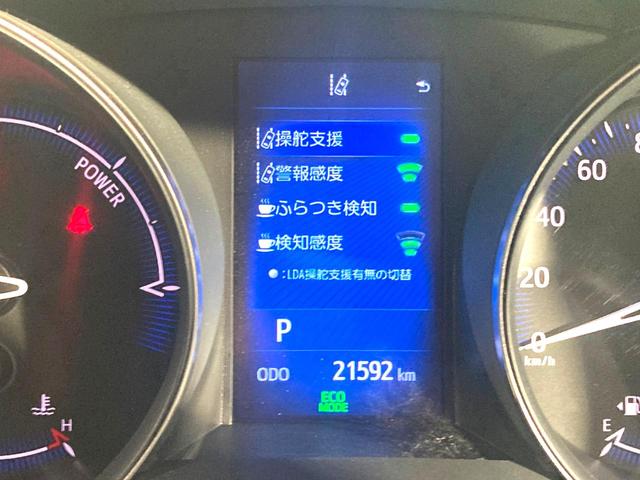 操舵支援
警報感度
ふらつき検知
検知感度
:LDA操舵支援有無の切替
P
ODO 21592 km
ECO
MODE
POWER
H
60
40
20
0
km/h
E